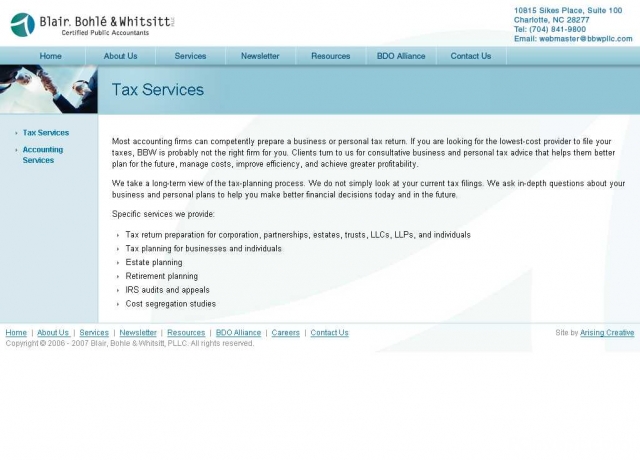 Blair, Bohlé & Whitsitt
Certified Public Accountants
10815 Sikes Place, Suite 100
Charlotte, NC 28277
Tel: (704) 841-9800
Email: webmaster@bbwpllc.com
Home About Us Services Newsletter Resources BDO Alliance Contact Us
Tax Services
Tax Services
Accounting
Services
Most accounting firms can competently prepare a business or personal tax return. If you are looking for the lowest-cost provider to file your
taxes, BBW is probably not the right firm for you. Clients turn to us for consultative business and personal tax advice that helps them better
plan for the future, manage costs, improve efficiency, and achieve greater profitability.
We take a long-term view of the tax-planning process. We do not simply look at your current tax filings. We ask in-depth questions about your
business and personal plans to help you make better financial decisions today and in the future.
Specific services we provide:
Tax return preparation for corporation, partnerships, estates, trusts, LLCs, LLPs, and individuals
Tax planning for businesses and individuals
Estate planning
Retirement planning
IRS audits and appeals
Cost segregation studies
Home | About Us | Services | Newsletter | Resources | BDO Alliance | Careers | Contact Us
Site by Arising Creative
Copyright © 2006 - 2007 Blair, Bohle & Whitsitt, PLLC. All rights reserved.